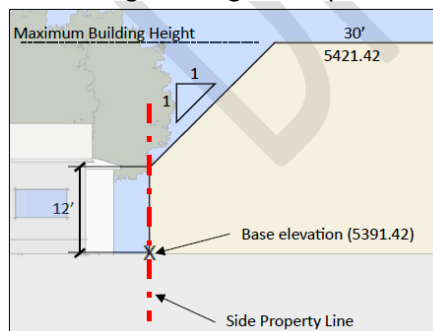 Maximum Building Height
30’
5421.42
1
1
12’
Base elevation (5391.42)
X
Side Property Line